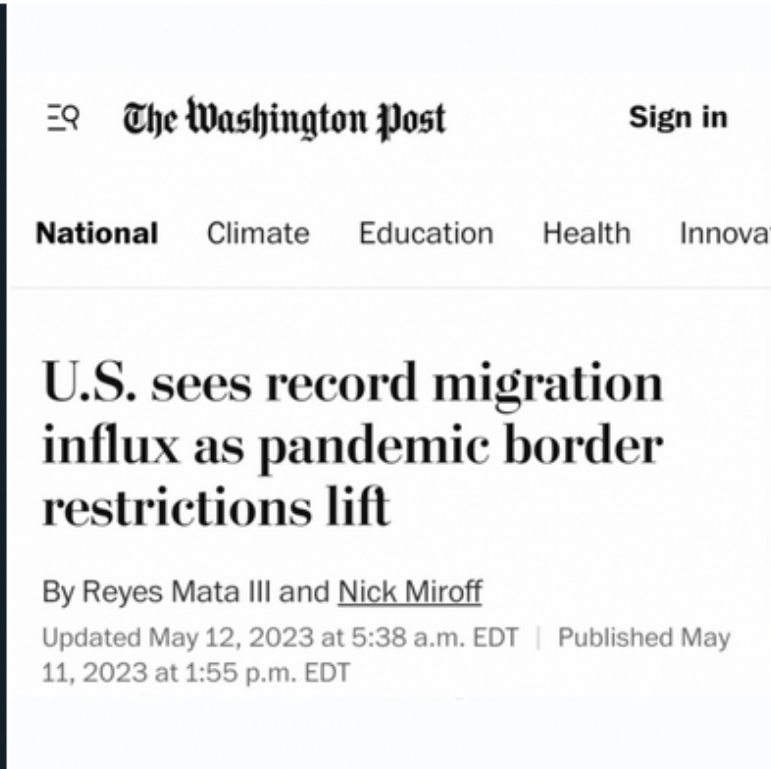 The Washington Post
Sign in
National Climate Education Health Innova
U.S. sees record migration
influx as pandemic border
restrictions lift
By Reyes Mata III and Nick Miroff
Updated May 12, 2023 at 5:38 a.m. EDT | Published May
11, 2023 at 1:55 p.m. EDT